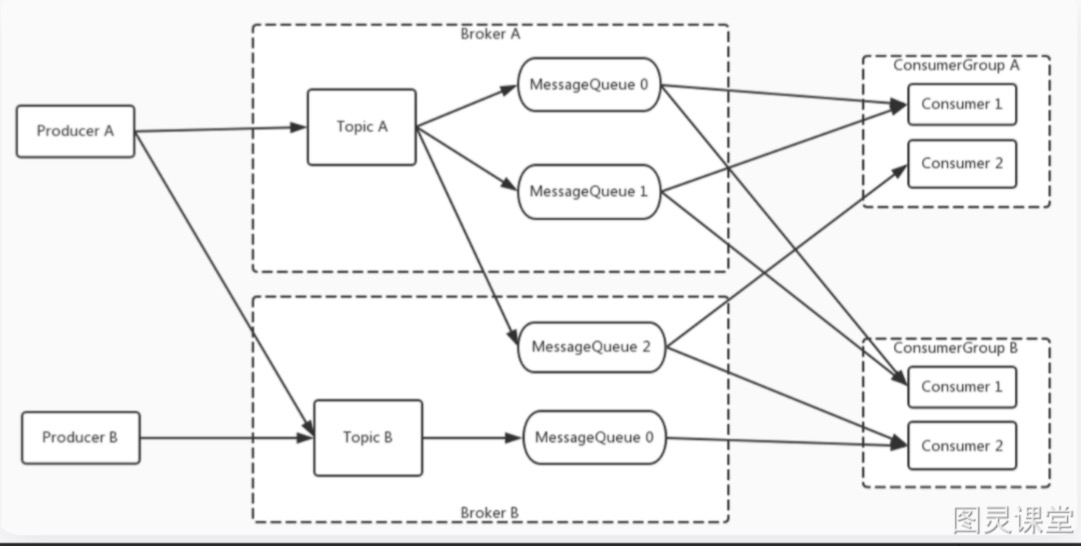 Broker A
Producer A
Topic A
MessageQueue 0
MessageQueue 1
ConsumerGroup A
Consumer 1
Consumer 2
MessageQueue 2
Producer B
Topic B
MessageQueue 0
Broker B
ConsumerGroup B
Consumer 1
Consumer 2
图灵课堂